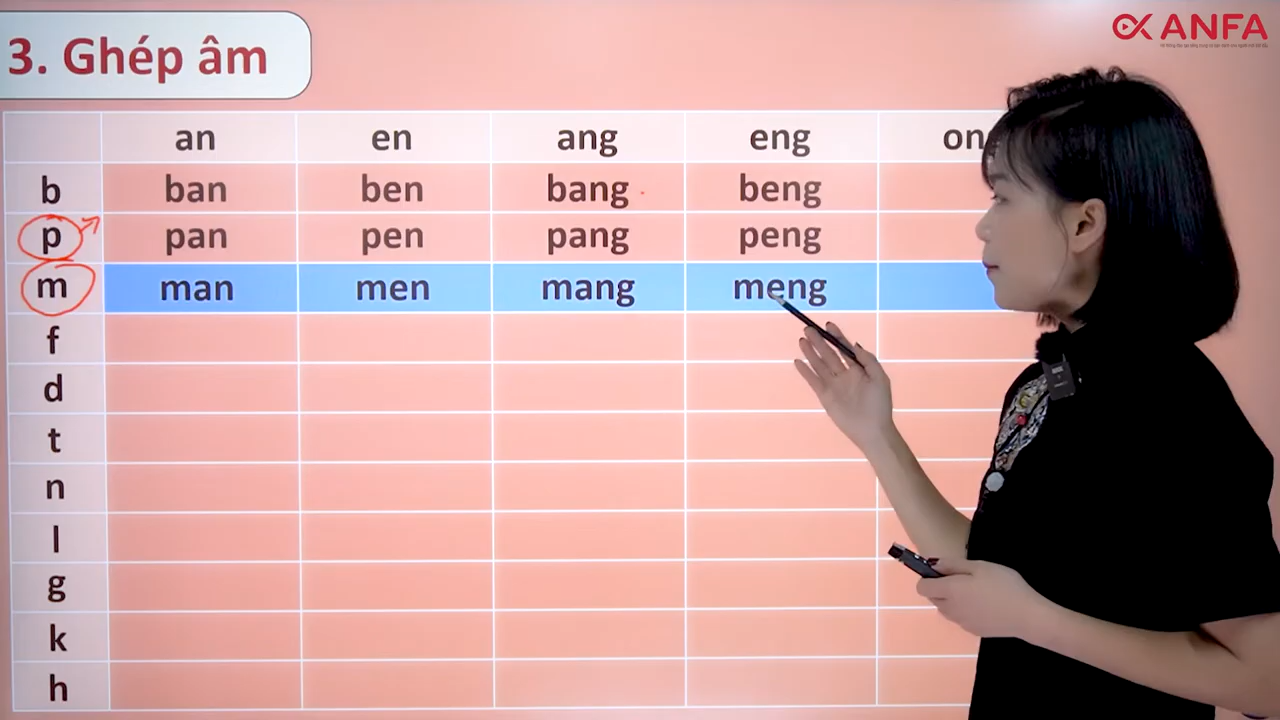 ANFA
3. Ghép âm
an en ang eng on
b ban ben bang beng
p pan pen pang peng
m man men mang meng
f
d
t
n
l
g
k
h